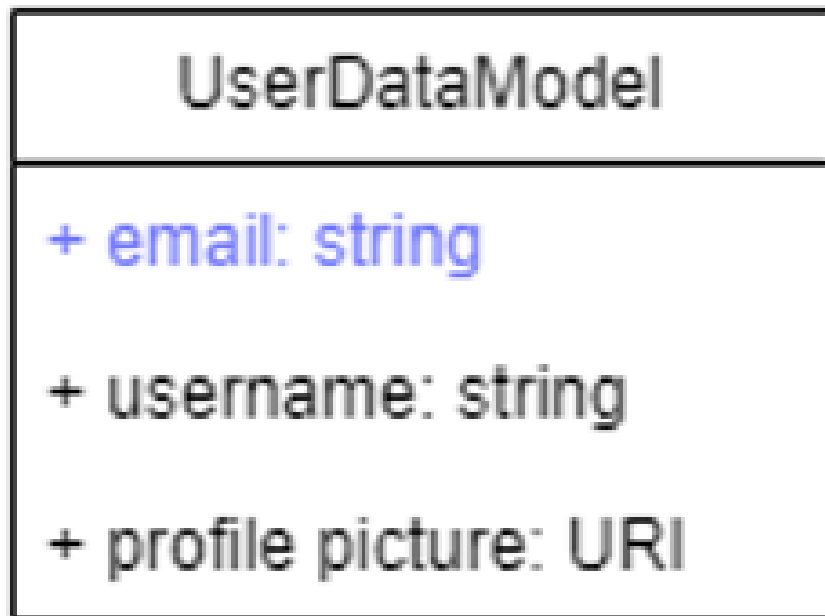 UserDataModel
+ email: string
+ username: string
+ profile picture: URI